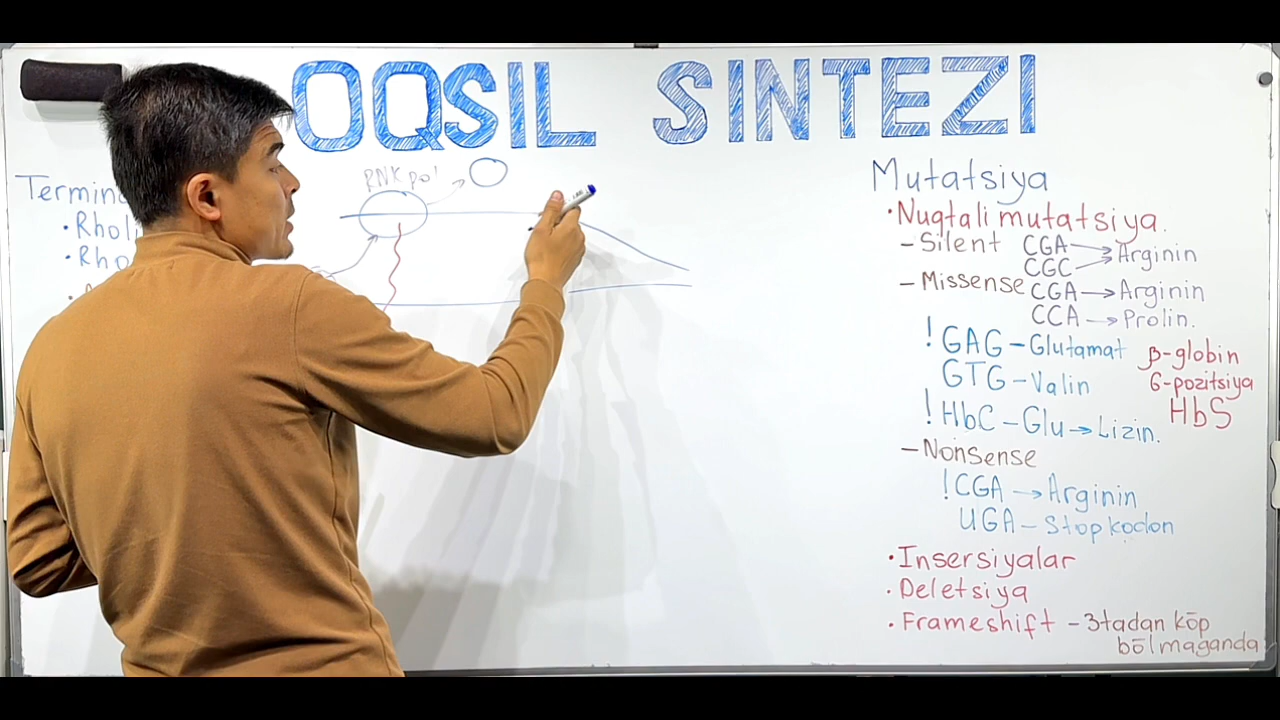 OQSIL SINTEZI
RNK pol
• Rho
Mutatsiya
• Nuqtali mutatsiya.
- Silent CGA → Arginin
CGC
- Missense CGA → Arginin
CCA → Prolin.
! GAG - Glutamat β-globin
GTG - Valin 6-pozitsiya
! HbC - Glu → Lizin. HbS
- Nonsense
! CGA → Arginin
UGA - Stop kodon
• Insersiyalar
• Deletsiya
• Frameshift - 3tadan kōp
bōlmaganda